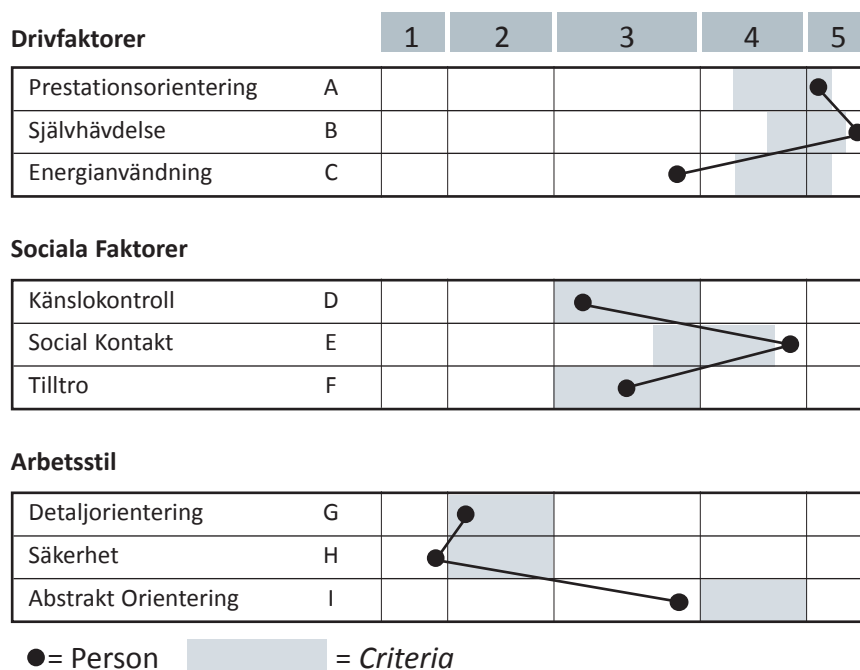 Drivfaktorer 1 2 3 4 5
Prestationsorientering A
Självhävdelse B
Energianvändning C
Sociala Faktorer
Känslokontroll D
Social Kontakt E
Tilltro F
Arbetsstil
Detaljorientering G
Säkerhet H
Abstrakt Orientering I
= Person = Criteria